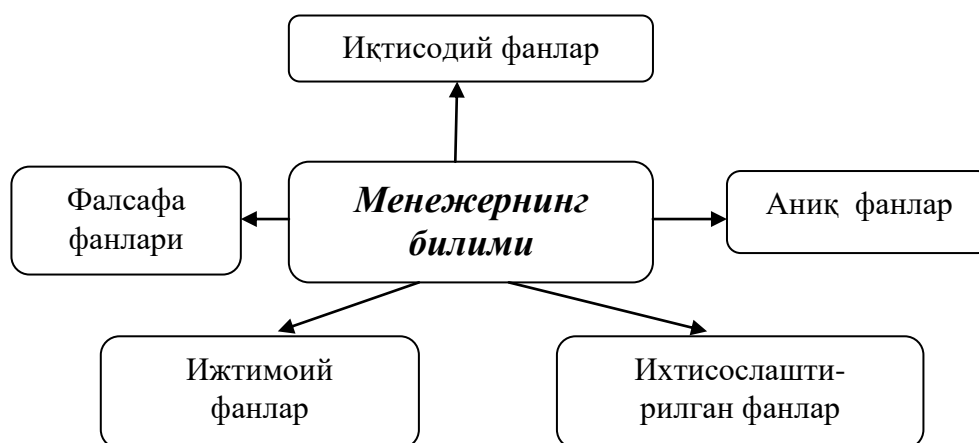 Иқтисодий фанлар
Фалсафа
фанлари
Менежернинг
билими
Аниқ фанлар
Ижтимоий
фанлар
Ихтисослашти-
рилган фанлар